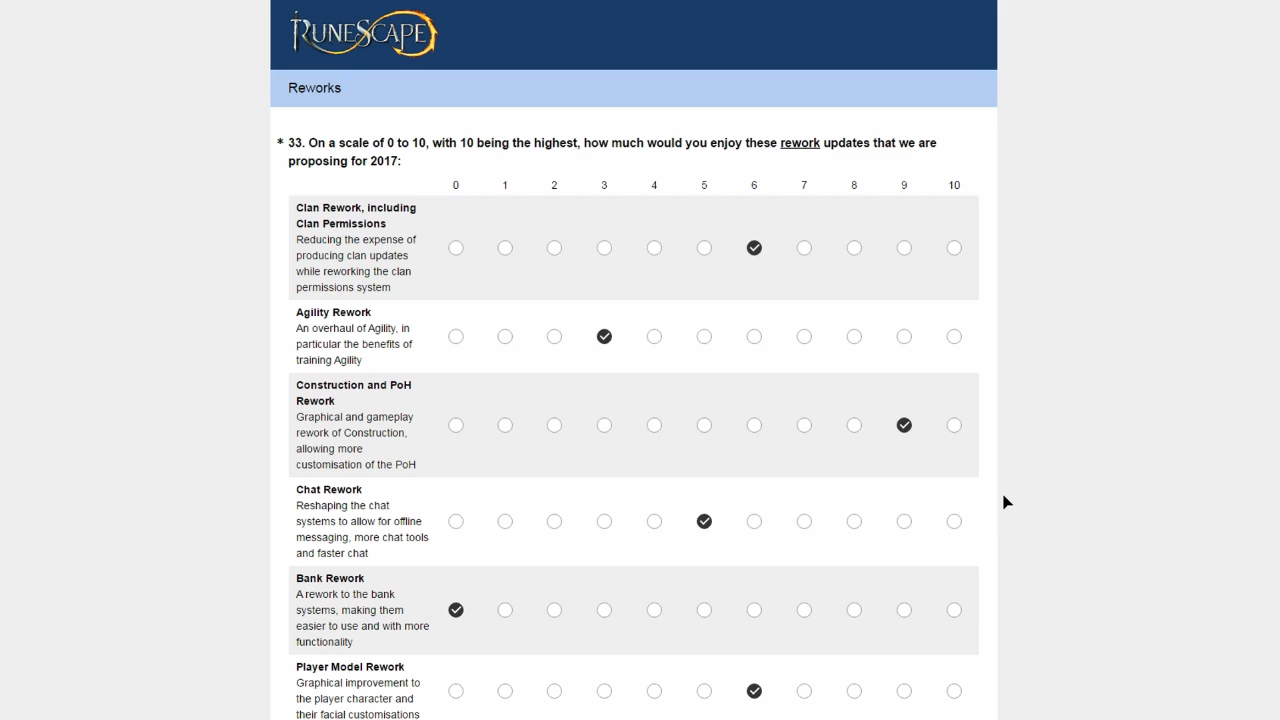 RUNESCAPE
Reworks
* 33. On a scale of 0 to 10, with 10 being the highest, how much would you enjoy these rework updates that we are
proposing for 2017:
0 1 2 3 4 5 6 7 8 9 10
Clan Rework, including
Clan Permissions
Reducing the expense of
producing clan updates
while reworking the clan
permissions system
Agility Rework
An overhaul of Agility, in
particular the benefits of
training Agility
Construction and PoH
Rework
Graphical and gameplay
rework of Construction,
allowing more
customisation of the PoH
Chat Rework
Reshaping the chat
systems to allow for offline
messaging, more chat tools
and faster chat
Bank Rework
A rework to the bank
systems, making them
easier to use and with more
functionality
Player Model Rework
Graphical improvement to
the player character and
their facial customisations